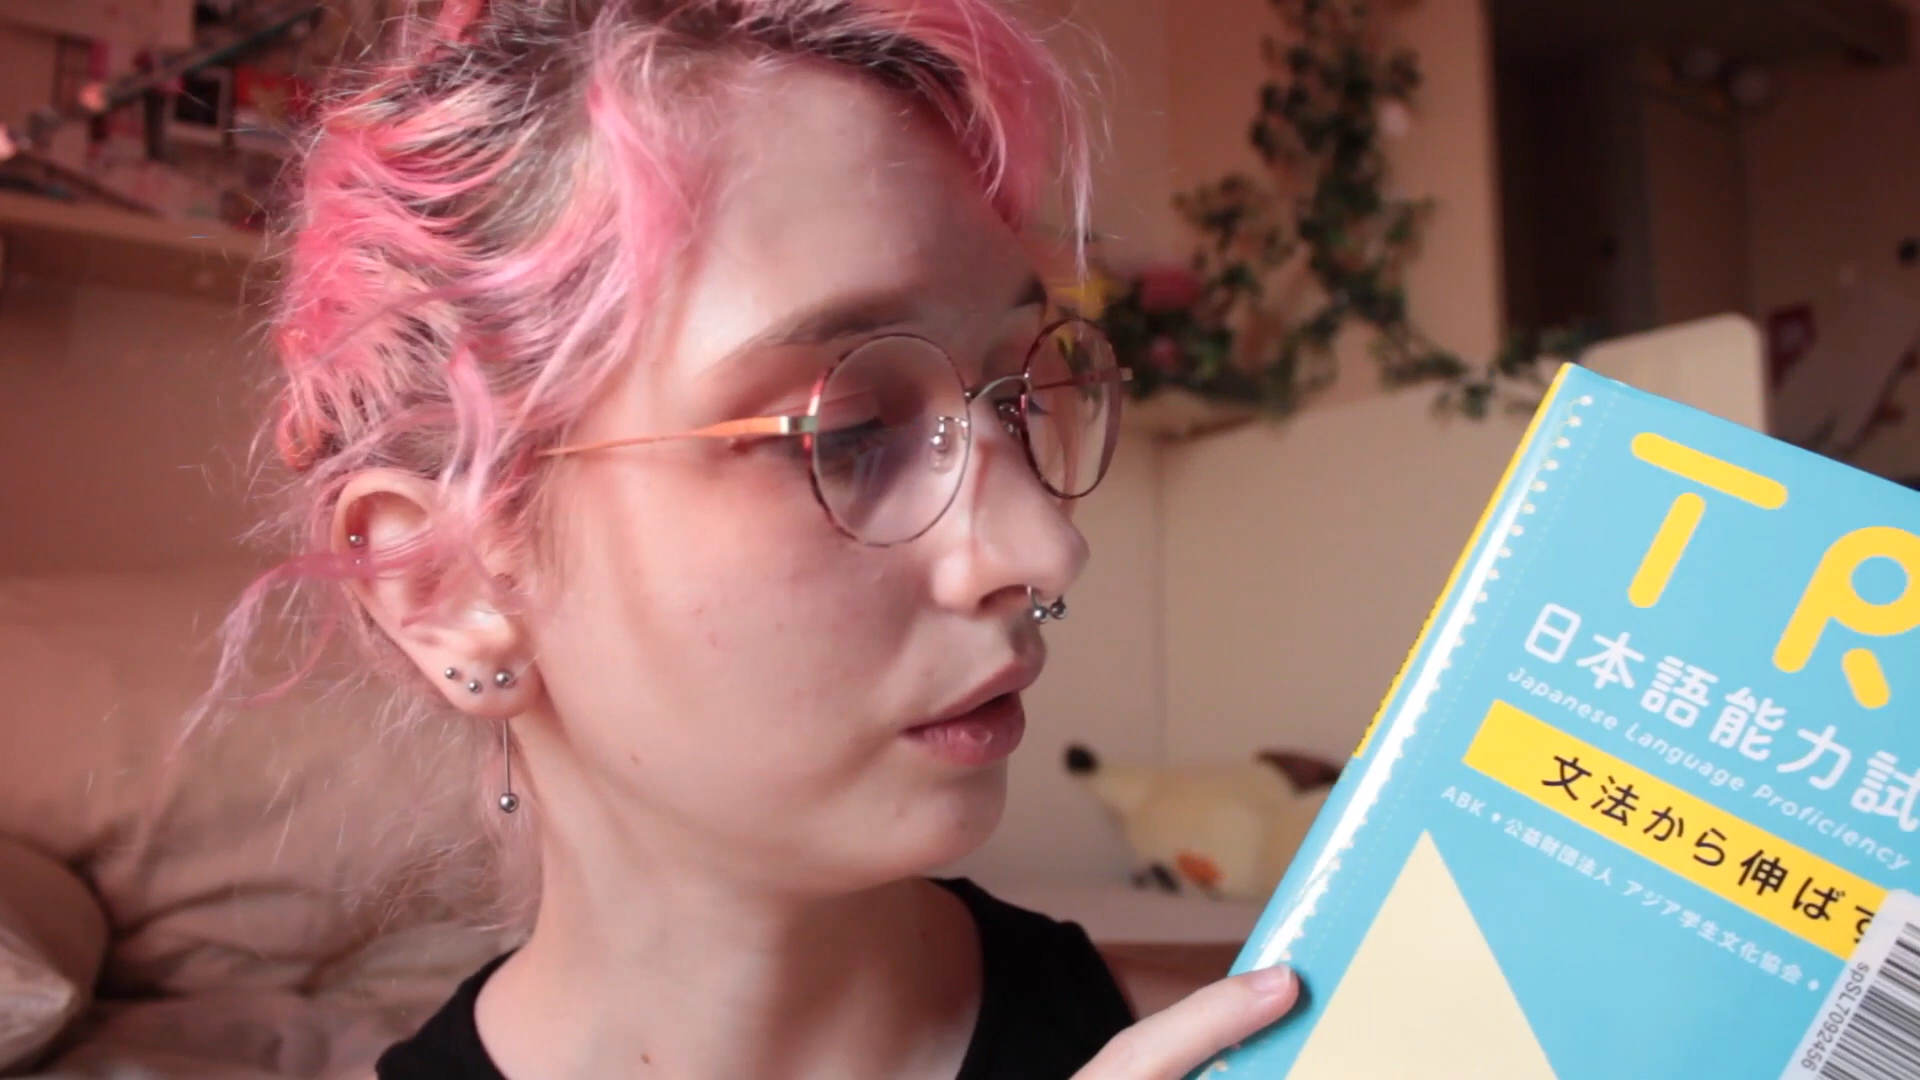 TR
日本語能力試
Japanese Language Proficiency
文法から伸ばす
ABK・公益財団法人 アジア学生文化協会・
spSL7092456